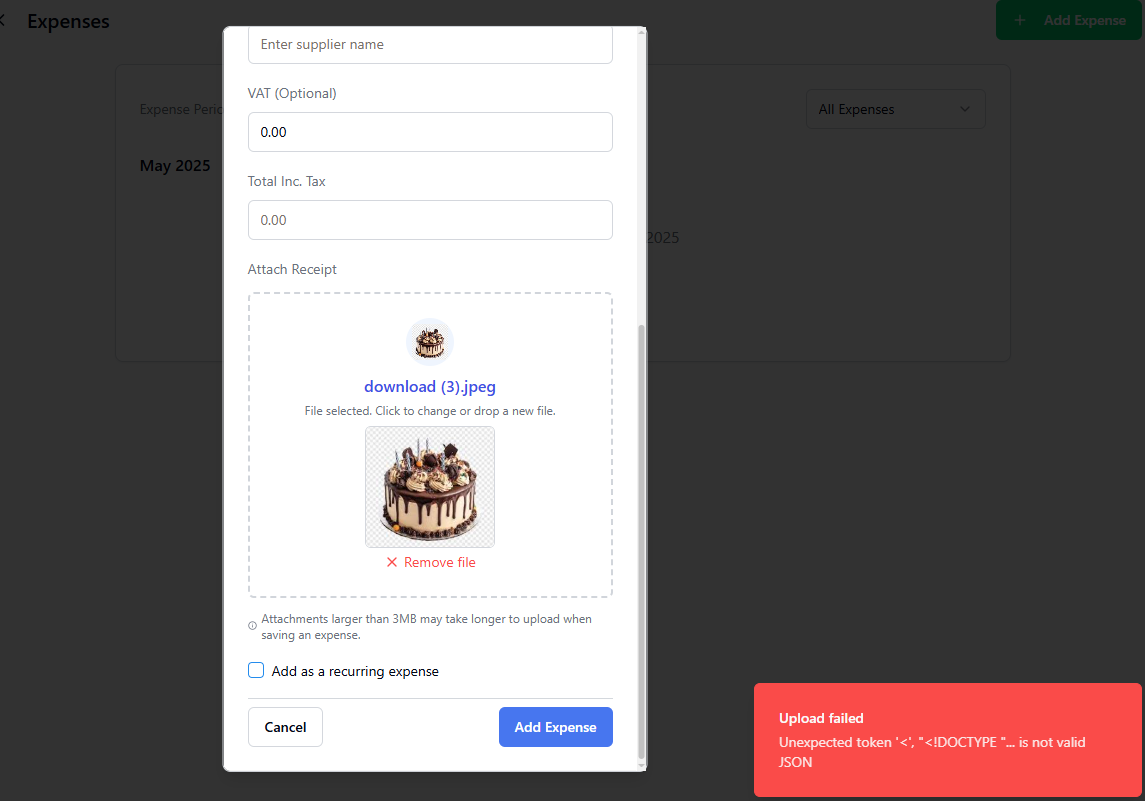 Expenses
+ Add Expense
Expense Perio
All Expenses
May 2025
2025
Enter supplier name
VAT (Optional)
0.00
Total Inc. Tax
0.00
Attach Receipt
download (3).jpeg
File selected. Click to change or drop a new file.
Remove file
Attachments larger than 3MB may take longer to upload when
saving an expense.
Add as a recurring expense
Cancel
Add Expense
Upload failed
Unexpected token '<', "<!DOCTYPE "... is not valid
JSON